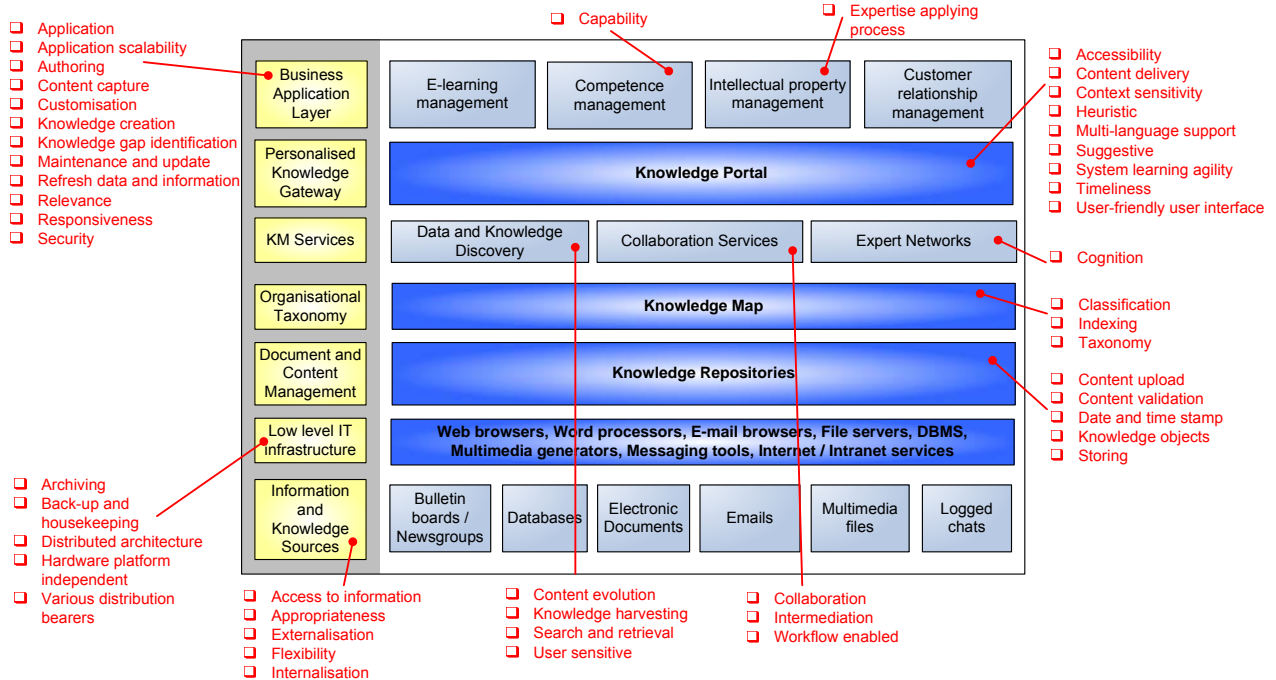 Application
Application scalability
Authoring
Content capture
Customisation
Knowledge creation
Knowledge gap identification
Maintenance and update
Refresh data and information
Relevance
Responsiveness
Security
Capability
Expertise applying
process
Accessibility
Content delivery
Context sensitivity
Heuristic
Multi-language support
Suggestive
System learning agility
Timeliness
User-friendly user interface
Business
Application
Layer
E-learning
management
Competence
management
Intellectual property
management
Customer
relationship
management
Personalised
Knowledge
Gateway
Knowledge Portal
KM Services
Data and Knowledge
Discovery
Collaboration Services
Expert Networks
Cognition
Organisational
Taxonomy
Knowledge Map
Classification
Indexing
Taxonomy
Document and
Content
Management
Knowledge Repositories
Content upload
Content validation
Date and time stamp
Knowledge objects
Storing
Low level IT
infrastructure
Web browsers, Word processors, E-mail browsers, File servers, DBMS,
Multimedia generators, Messaging tools, Internet / Intranet services
Information
and
Knowledge
Sources
Bulletin
boards /
Newsgroups
Databases
Electronic
Documents
Emails
Multimedia
files
Logged
chats
Archiving
Back-up and
housekeeping
Distributed architecture
Hardware platform
independent
Various distribution
bearers
Access to information
Appropriateness
Externalisation
Flexibility
Internalisation
Content evolution
Knowledge harvesting
Search and retrieval
User sensitive
Collaboration
Intermediation
Workflow enabled